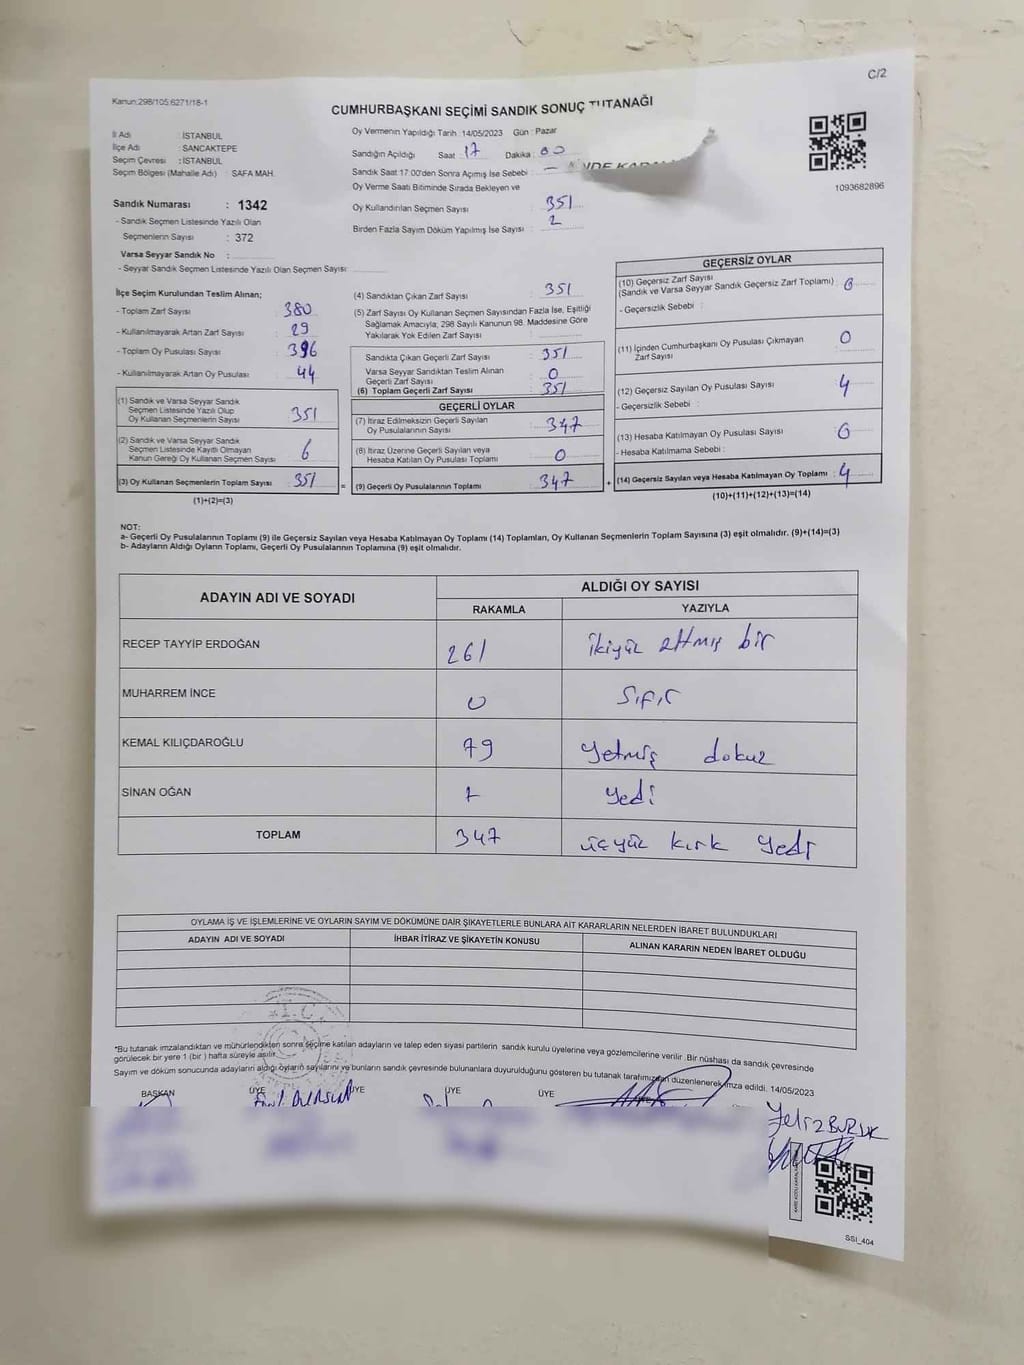 C/2
Kanun:298/105;6271/18-1
CUMHURBAŞKANI SEÇİMİ SANDIK SONUÇ TUTANAĞI
İl Adı : İSTANBUL
İlçe Adı : SANCAKTEPE
Seçim Çevresi : İSTANBUL
Seçim Bölgesi (Mahalle Adı) : SAFA MAH.
Sandık Numarası : 1342
- Sandık Seçmen Listesinde Yazılı Olan
Seçmenlerin Sayısı : 372
Varsa Seyyar Sandık No :
- Seyyar Sandık Seçmen Listesinde Yazılı Olan Seçmen Sayısı:
Oy Vermenin Yapıldığı Tarih :14/05/2023 Gün : Pazar
Sandığın Açıldığı Saat 17 Dakika 00
Sandık Saat 17:00'den Sonra Açmış İse Sebebi : —
Oy Verme Saati Bitiminde Sırada Bekleyen ve
Oy Kullandırılan Seçmen Sayısı : 351
Birden Fazla Sayım Döküm Yapılmış İse Sayısı : 2
1093682896
İlçe Seçim Kurulundan Teslim Alınan;
- Toplam Zarf Sayısı : 380
- Kullanılmayarak Artan Zarf Sayısı : 29
- Toplam Oy Pusulası Sayısı : 396
- Kullanılmayarak Artan Oy Pusulası : 44
(1) Sandık ve Varsa Seyyar Sandık
Seçmen Listesinde Yazılı Olup
Oy Kullanan Seçmenlerin Sayısı : 351
(2) Sandık ve Varsa Seyyar Sandık
Seçmen Listesinde Kayıtlı Olmayan
Kanun Gereği Oy Kullanan Seçmen Sayısı
(3) Oy Kullanan Seçmenlerin Toplam Sayısı : 351
(1)+(2)=(3)
(4) Sandıktan Çıkan Zarf Sayısı : 351
(5) Zarf Sayısı Oy Kullanan Seçmen Sayısından Fazla İse, Eşitliği
Sağlamak Amacıyla, 298 Sayılı Kanunun 98. Maddesine Göre
Yakılarak Yok Edilen Zarf Sayısı :
Sandıkta Çıkan Geçerli Zarf Sayısı : 351
Varsa Seyyar Sandıktan Teslim Alınan
Geçerli Zarf Sayısı : 0
(6) Toplam Geçerli Zarf Sayısı : 351
GEÇERLİ OYLAR
(7) İtiraz Edilmeksizin Geçerli Sayılan
Oy Pusulalarının Sayısı : 347
(8) İtiraz Üzerine Geçerli Sayılan veya
Hesaba Katılan Oy Pusulası Toplamı : 0
(9) Geçerli Oy Pusulalarının Toplamı : 347
GEÇERSİZ OYLAR
(10) Geçersiz Zarf Sayısı
(Sandık ve Varsa Seyyar Sandık Geçersiz Zarf Toplamı) : 0
- Geçersizlik Sebebi :
(11) İçinden Cumhurbaşkanı Oy Pusulası Çıkmayan
Zarf Sayısı : 0
(12) Geçersiz Sayılan Oy Pusulası Sayısı : 4
- Geçersizlik Sebebi :
(13) Hesaba Katılmayan Oy Pusulası Sayısı : 0
- Hesaba Katılmama Sebebi :
(14) Geçersiz Sayılan veya Hesaba Katılmayan Oy Toplamı : 4
(10)+(11)+(12)+(13)=(14)
NOT:
a- Geçerli Oy Pusulalarının Toplamı (9) ile Geçersiz Sayılan veya Hesaba Katılmayan Oy Toplamı (14) Toplamları, Oy Kullanan Seçmenlerin Toplam Sayısına (3) eşit olmalıdır. (9)+(14)=(3)
b- Adayların Aldığı Oyların Toplamı, Geçerli Oy Pusulalarının Toplamına (9) eşit olmalıdır.
ADAYIN ADI VE SOYADI ALDIĞI OY SAYISI
RAKAMLA YAZIYLA
RECEP TAYYİP ERDOĞAN 261 ikiyüz altmış bir
MUHARREM İNCE 0 Sıfır
KEMAL KILIÇDAROĞLU 79 yetmiş dokuz
SİNAN OĞAN 7 yedi
TOPLAM 347 üçyüz kırk yedi
OYLAMA İŞ VE İŞLEMLERİNE VE OYLARIN SAYIM VE DÖKÜMÜNE DAİR ŞİKAYETLERLE BUNLARA AİT KARARLARIN NELERDEN İBARET BULUNDUKLARI
ADAYIN ADI VE SOYADI İHBAR İTİRAZ VE ŞİKAYETİN KONUSU ALINAN KARARIN NEDEN İBARET OLDUĞU
T.C.
*Bu tutanak imzalandıktan ve mühürlendikten sonra seçime katılan adayların ve talep eden siyasi partilerin sandık kurulu üyelerine veya gözlemcilerine verilir .Bir nüshası da sandık çevresinde
görülecek bir yere 1 (bir ) hafta süreyle asılır.
Sayım ve döküm sonucunda adayların aldığı oyların sayılarını ve bunların sandık çevresinde bulunanlara duyurulduğunu gösteren bu tutanak tarafımızdan düzenlenerek imza edildi. 14/05/2023
BAŞKAN ÜYE ÜYE ÜYE ÜYE ÜYE
Yeliz BURUK
SSI_404